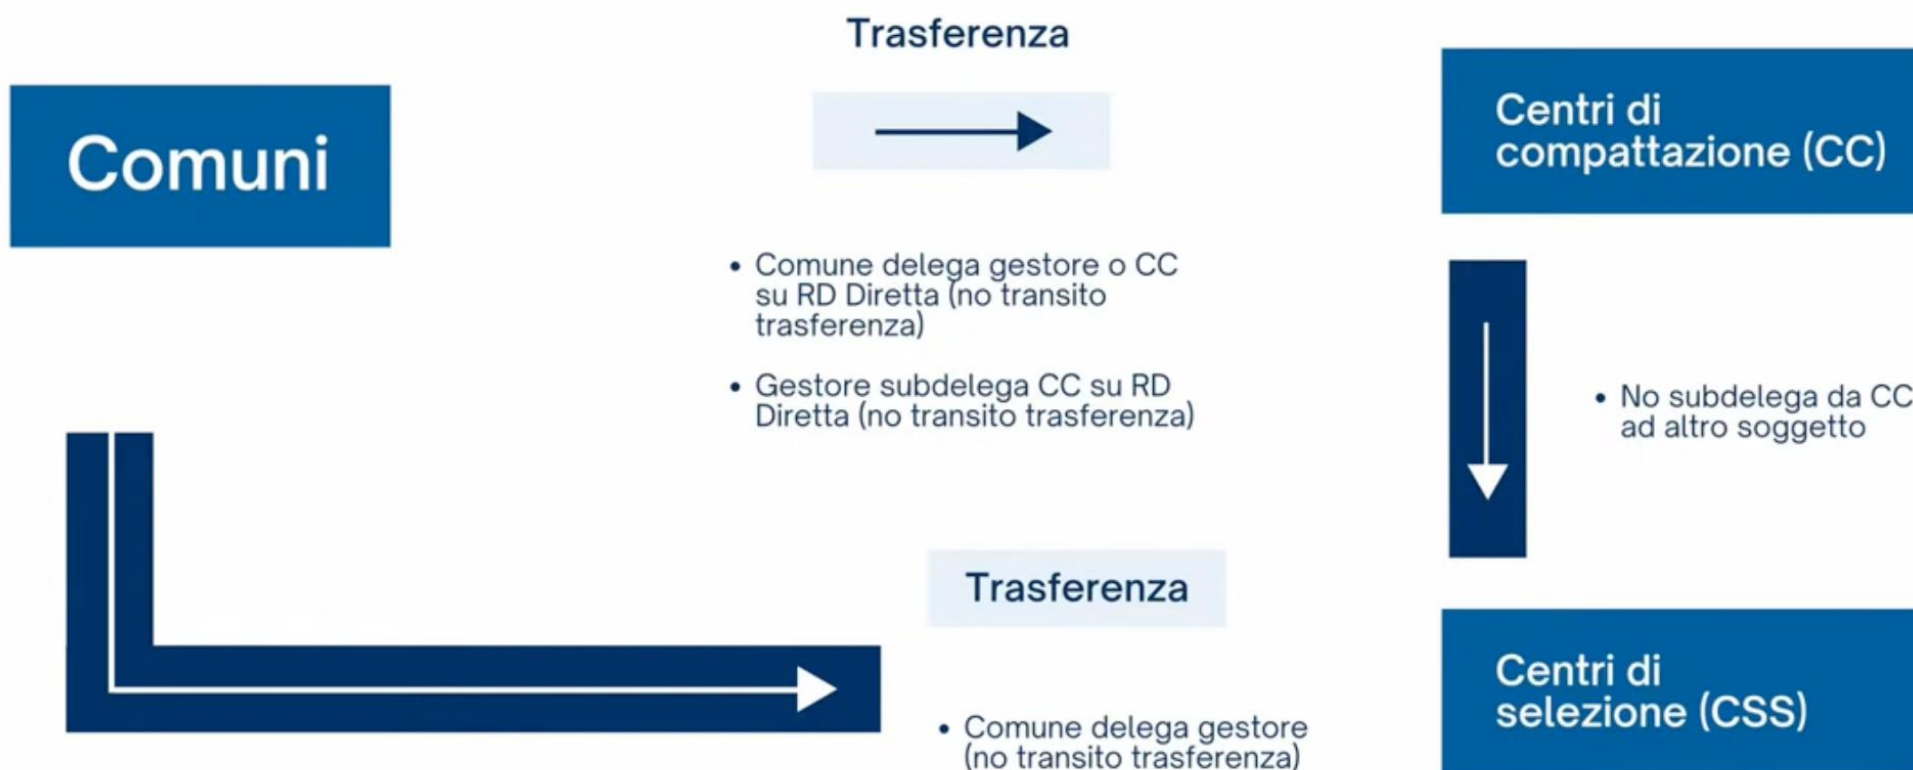 Trasferenza
Comuni
Centri di
compattazione (CC)
• Comune delega gestore o CC
su RD Diretta (no transito
trasferenza)
• Gestore subdelega CC su RD
Diretta (no transito trasferenza)
• No subdelega da CC
ad altro soggetto
Trasferenza
• Comune delega gestore
(no transito trasferenza)
Centri di
selezione (CSS)